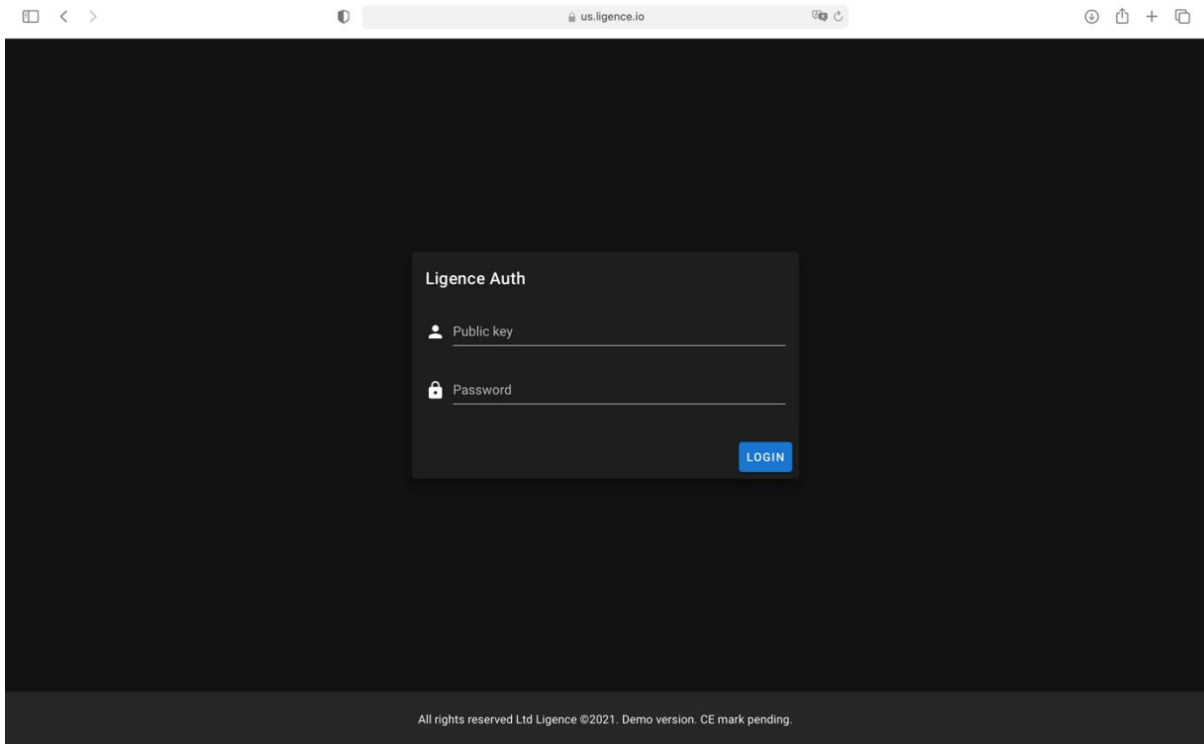 us.ligence.io
Ligence Auth
Public key
Password
LOGIN
All rights reserved Ltd Ligence ©2021. Demo version. CE mark pending.